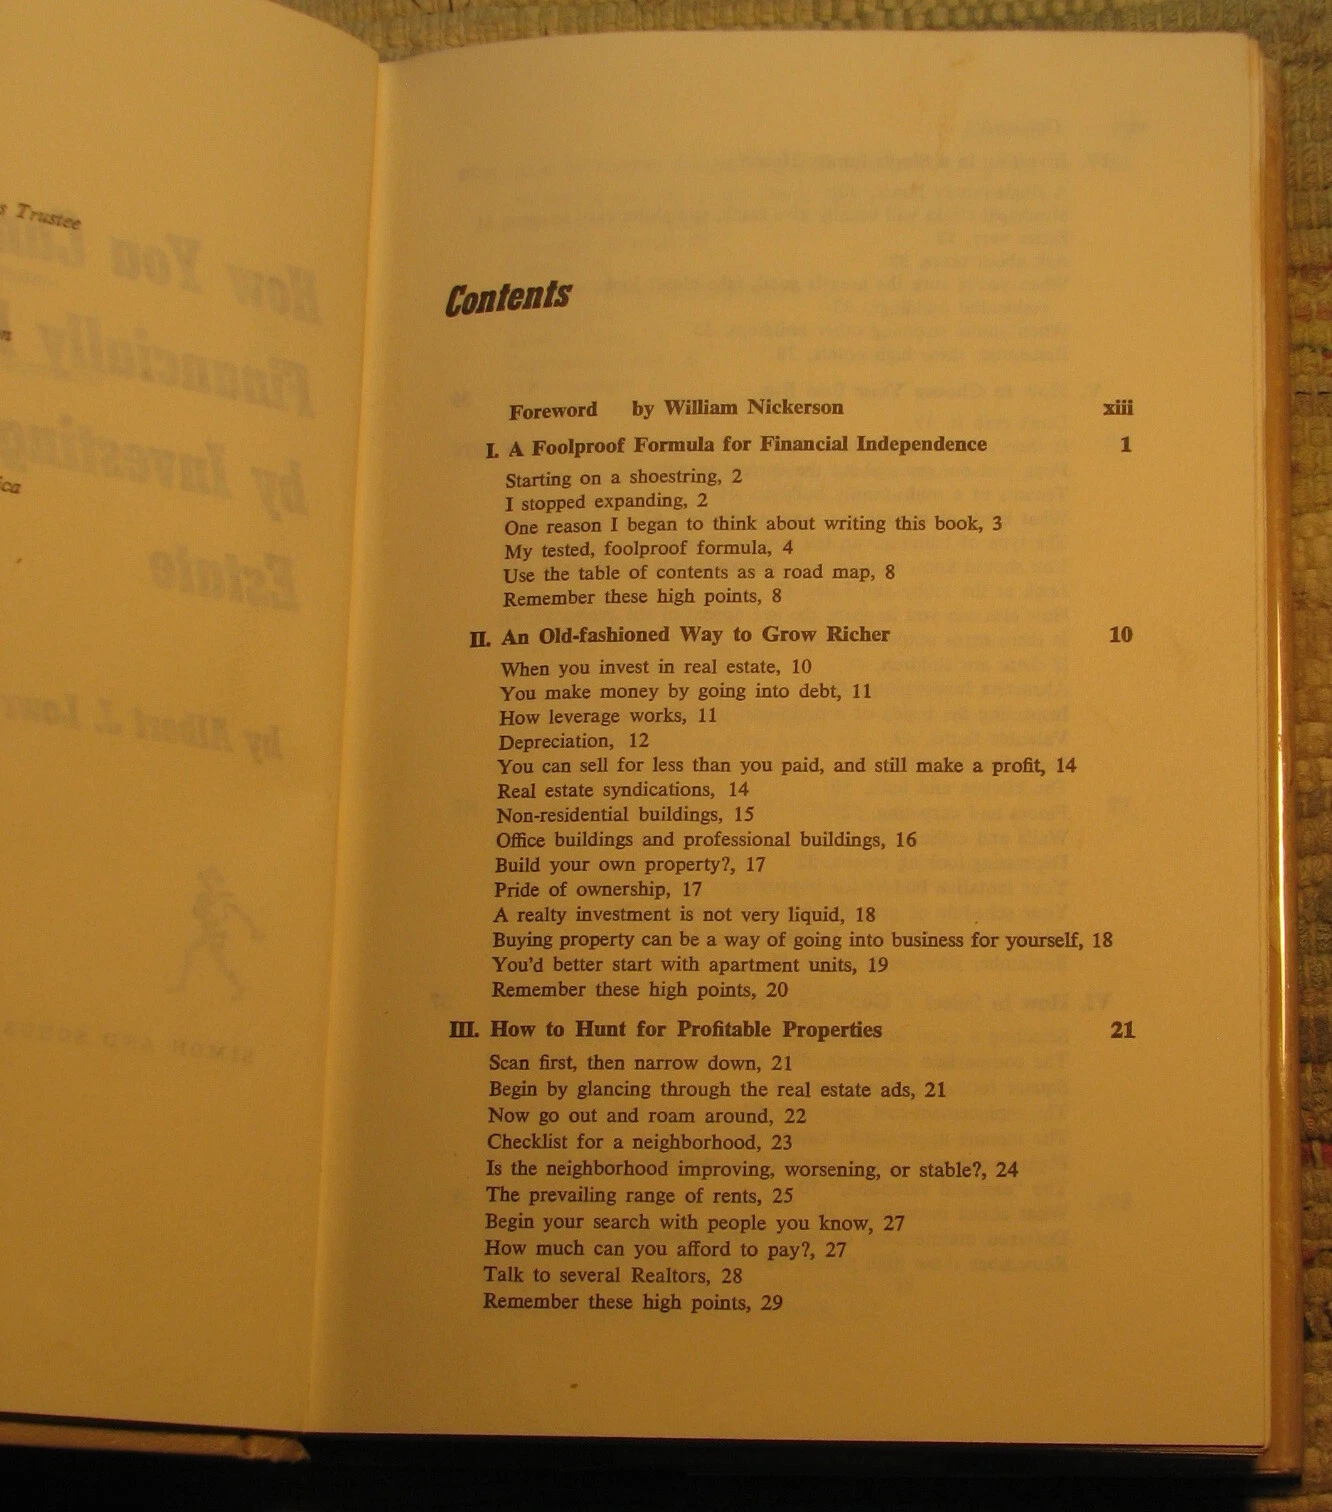 s Trustee
on
ica
Contents
Foreword by William Nickerson xiii
I. A Foolproof Formula for Financial Independence 1
Starting on a shoestring, 2
I stopped expanding, 2
One reason I began to think about writing this book, 3
My tested, foolproof formula, 4
Use the table of contents as a road map, 8
Remember these high points, 8
II. An Old-fashioned Way to Grow Richer 10
When you invest in real estate, 10
You make money by going into debt, 11
How leverage works, 11
Depreciation, 12
You can sell for less than you paid, and still make a profit, 14
Real estate syndications, 14
Non-residential buildings, 15
Office buildings and professional buildings, 16
Build your own property?, 17
Pride of ownership, 17
A realty investment is not very liquid, 18
Buying property can be a way of going into business for yourself, 18
You'd better start with apartment units, 19
Remember these high points, 20
III. How to Hunt for Profitable Properties 21
Scan first, then narrow down, 21
Begin by glancing through the real estate ads, 21
Now go out and roam around, 22
Checklist for a neighborhood, 23
Is the neighborhood improving, worsening, or stable?, 24
The prevailing range of rents, 25
Begin your search with people you know, 27
How much can you afford to pay?, 27
Talk to several Realtors, 28
Remember these high points, 29